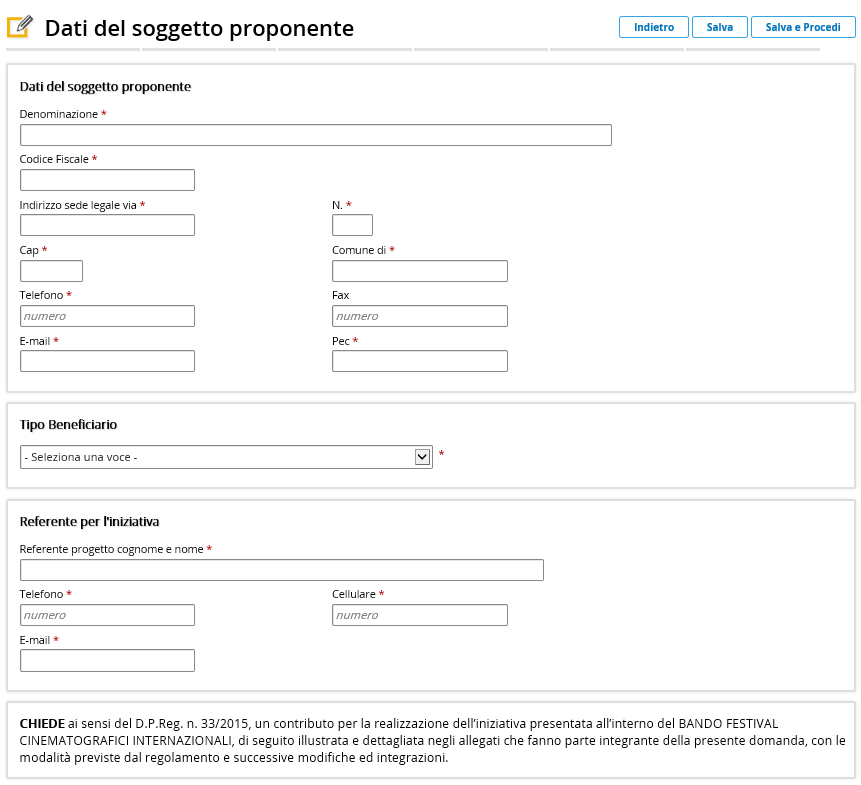 Dati del soggetto proponente
Indietro Salva Salva e Procedi
Dati del soggetto proponente
Denominazione *
Codice Fiscale *
Indirizzo sede legale via * N. *
Cap * Comune di *
Telefono * Fax
numero numero
E-mail * Pec *
Tipo Beneficiario
- Seleziona una voce - *
Referente per l'iniziativa
Referente progetto cognome e nome *
Telefono * Cellulare *
numero numero
E-mail *
CHIEDE ai sensi del D.P.Reg. n. 33/2015, un contributo per la realizzazione dell’iniziativa presentata all’interno del BANDO FESTIVAL
CINEMATOGRAFICI INTERNAZIONALI, di seguito illustrata e dettagliata negli allegati che fanno parte integrante della presente domanda, con le
modalità previste dal regolamento e successive modifiche ed integrazioni.